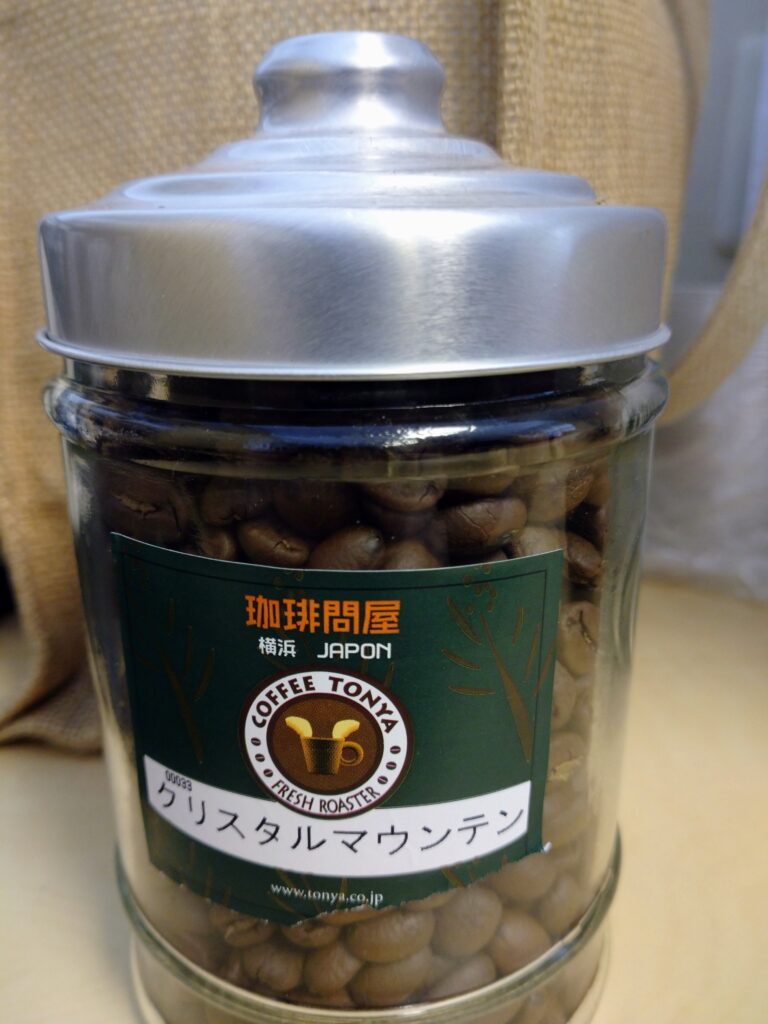 珈琲問屋
横浜 JAPON
COFFEE TONYA
FRESH ROASTER
00033
クリスタルマウンテン
www.tonya.co.jp